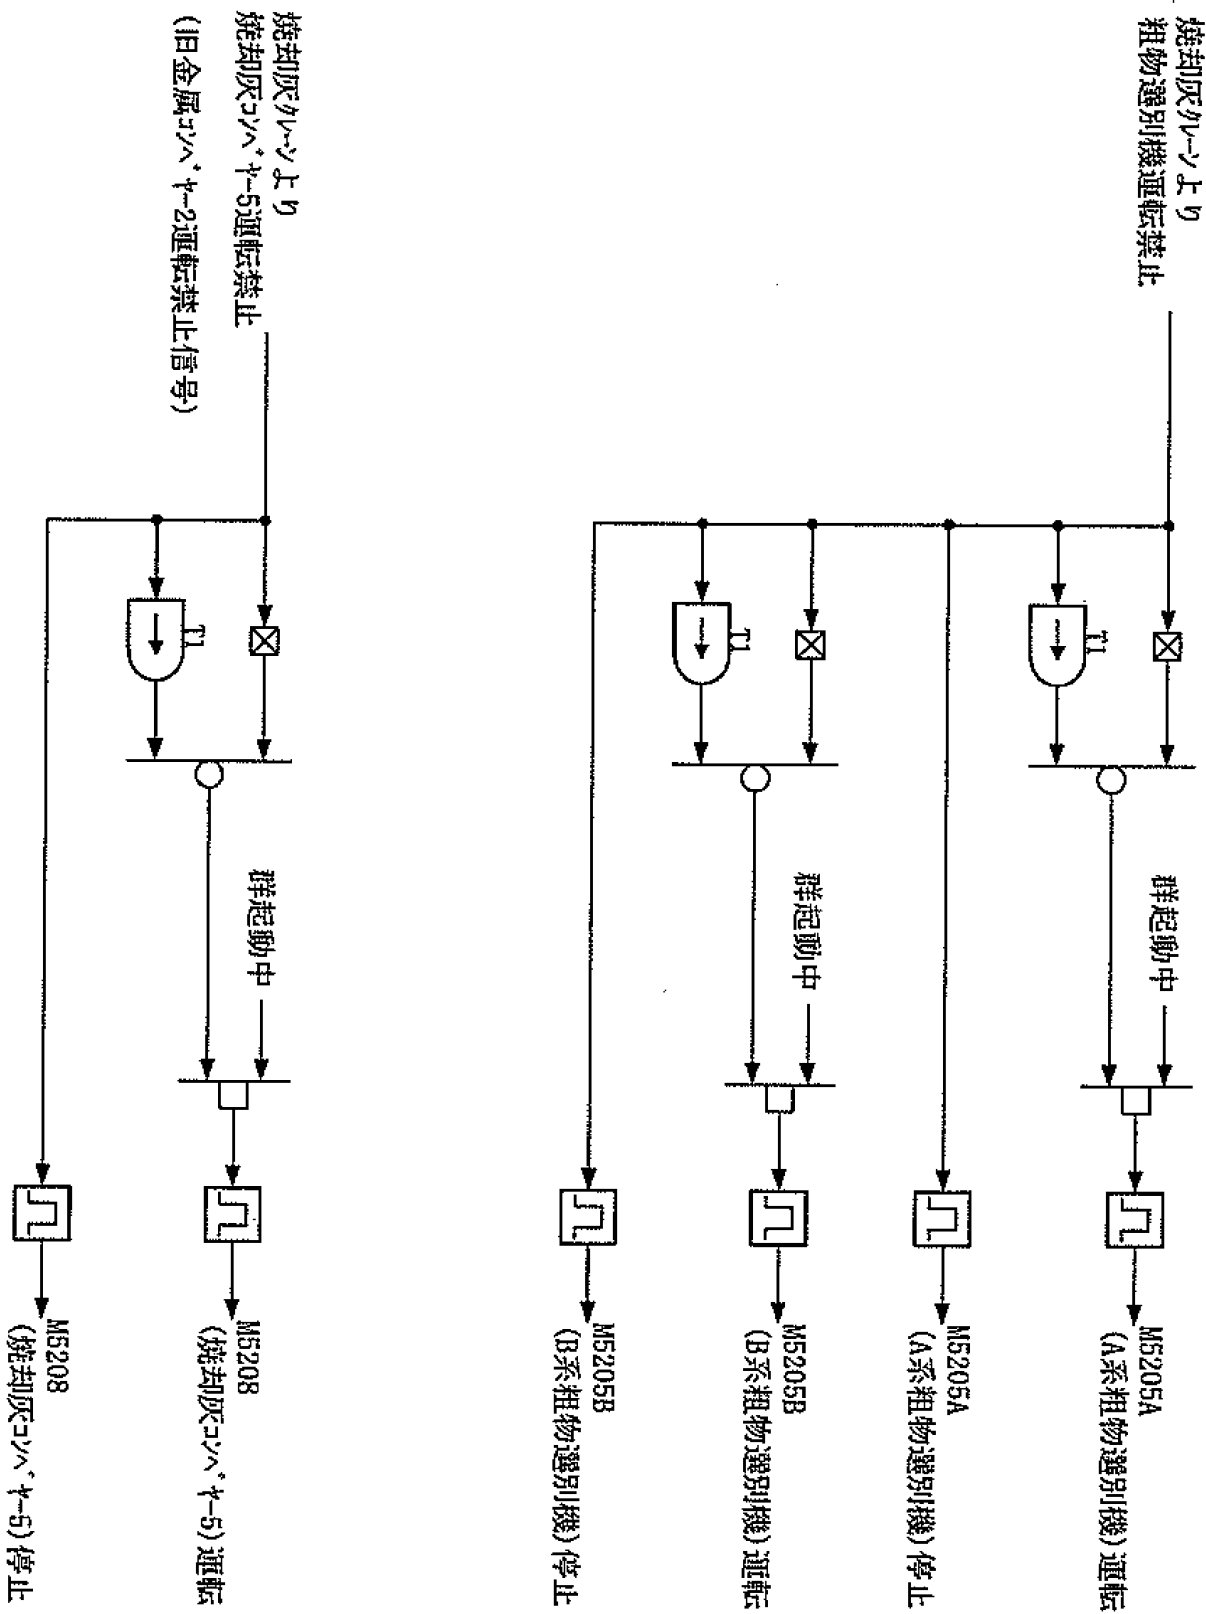 焼却灰ｸﾚｰﾝより
粗物選別機運転禁止
群起動中
M5205A
(A系粗物選別機)運転
M5205A
(A系粗物選別機)停止
群起動中
M5205B
(B系粗物選別機)運転
M5205B
(B系粗物選別機)停止
焼却灰ｸﾚｰﾝより
焼却灰ｺﾝﾍﾞﾔｰ5運転禁止
(旧金属ｺﾝﾍﾞﾔｰ2運転禁止信号)
群起動中
M5208
(焼却灰ｺﾝﾍﾞﾔｰ5)運転
M5208
(焼却灰ｺﾝﾍﾞﾔｰ5)停止